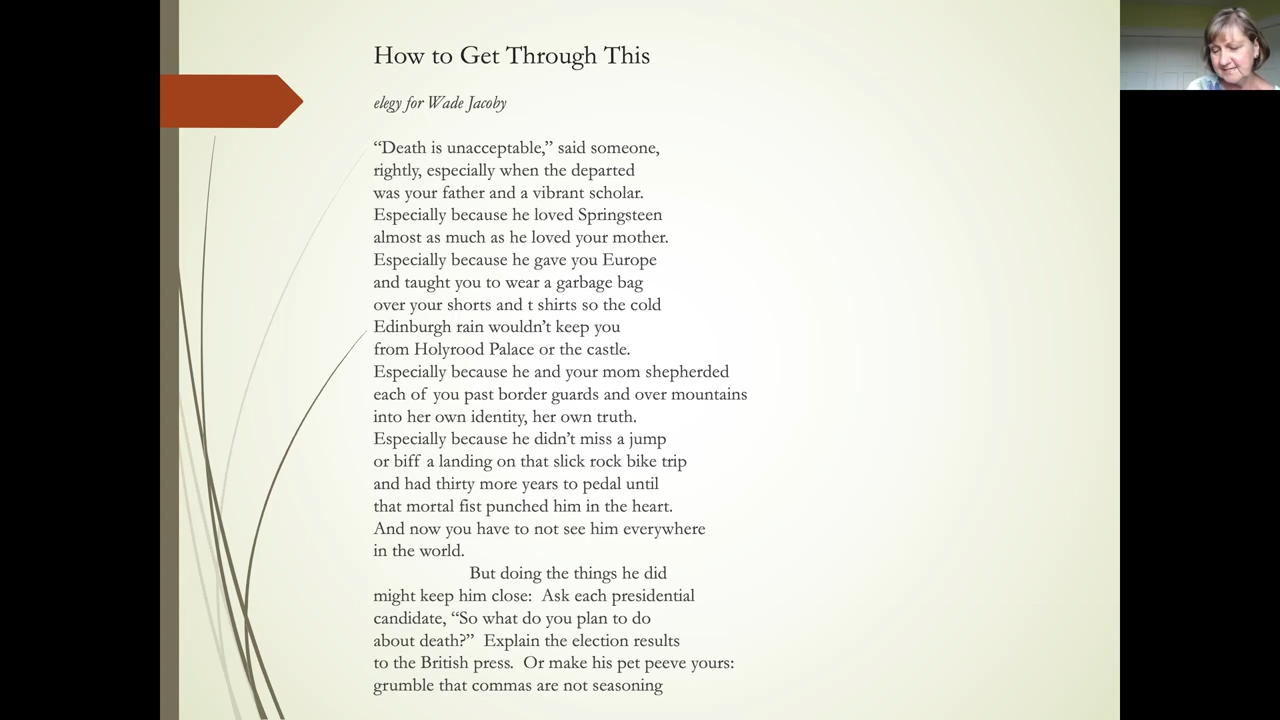 How to Get Through This
elegy for Wade Jacoby
“Death is unacceptable,” said someone,
rightly, especially when the departed
was your father and a vibrant scholar.
Especially because he loved Springsteen
almost as much as he loved your mother.
Especially because he gave you Europe
and taught you to wear a garbage bag
over your shorts and t shirts so the cold
Edinburgh rain wouldn’t keep you
from Holyrood Palace or the castle.
Especially because he and your mom shepherded
each of you past border guards and over mountains
into her own identity, her own truth.
Especially because he didn’t miss a jump
or biff a landing on that slick rock bike trip
and had thirty more years to pedal until
that mortal fist punched him in the heart.
And now you have to not see him everywhere
in the world.
But doing the things he did
might keep him close:  Ask each presidential
candidate, “So what do you plan to do
about death?”  Explain the election results
to the British press.  Or make his pet peeve yours:
grumble that commas are not seasoning